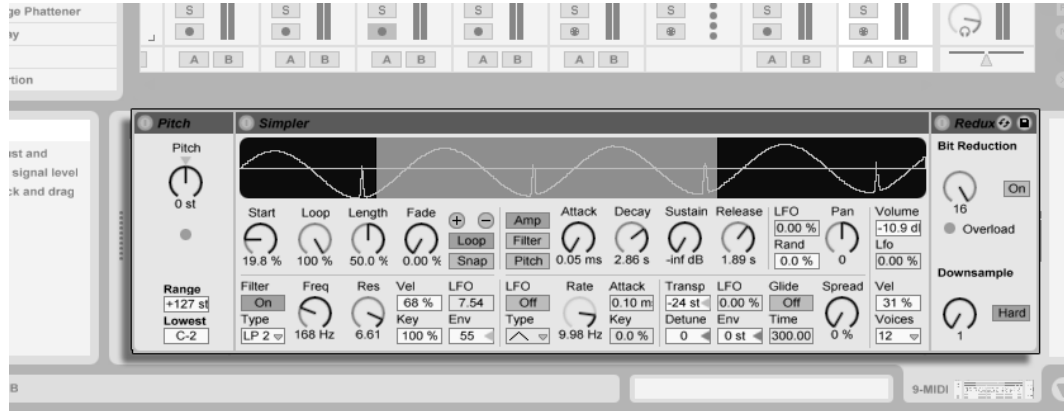 ge Phattener
ay
rtion
S S S S S S S S
A B A B A B A B A B A B A B
Pitch
Simpler
Redux
ust and
signal level
ck and drag
Pitch
0 st
Range
+127 st
Lowest
C-2
Start Loop Length Fade
Loop
Snap
19.8 % 100 % 50.0 % 0.00 %
Amp
Filter
Pitch
Attack Decay Sustain Release
0.05 ms 2.86 s -inf dB 1.89 s
LFO
0.00 %
Rand
0.0 %
Pan
0
Volume
-10.9 dB
Lfo
0.00 %
Filter
On
Type
LP 2
Freq
168 Hz
Res
6.61
Vel
68 %
Key
100 %
LFO
7.54
Env
55
LFO
Off
Type
Rate
9.98 Hz
Attack
0.10 m
Key
0.0 %
Transp
-24 st
Detune
0
LFO
0.00 %
Env
0 st
Glide
Off
Time
300.00
Spread
0 %
Vel
31 %
Voices
12
Bit Reduction
On
16
Overload
Downsample
Hard
1
B
9-MIDI